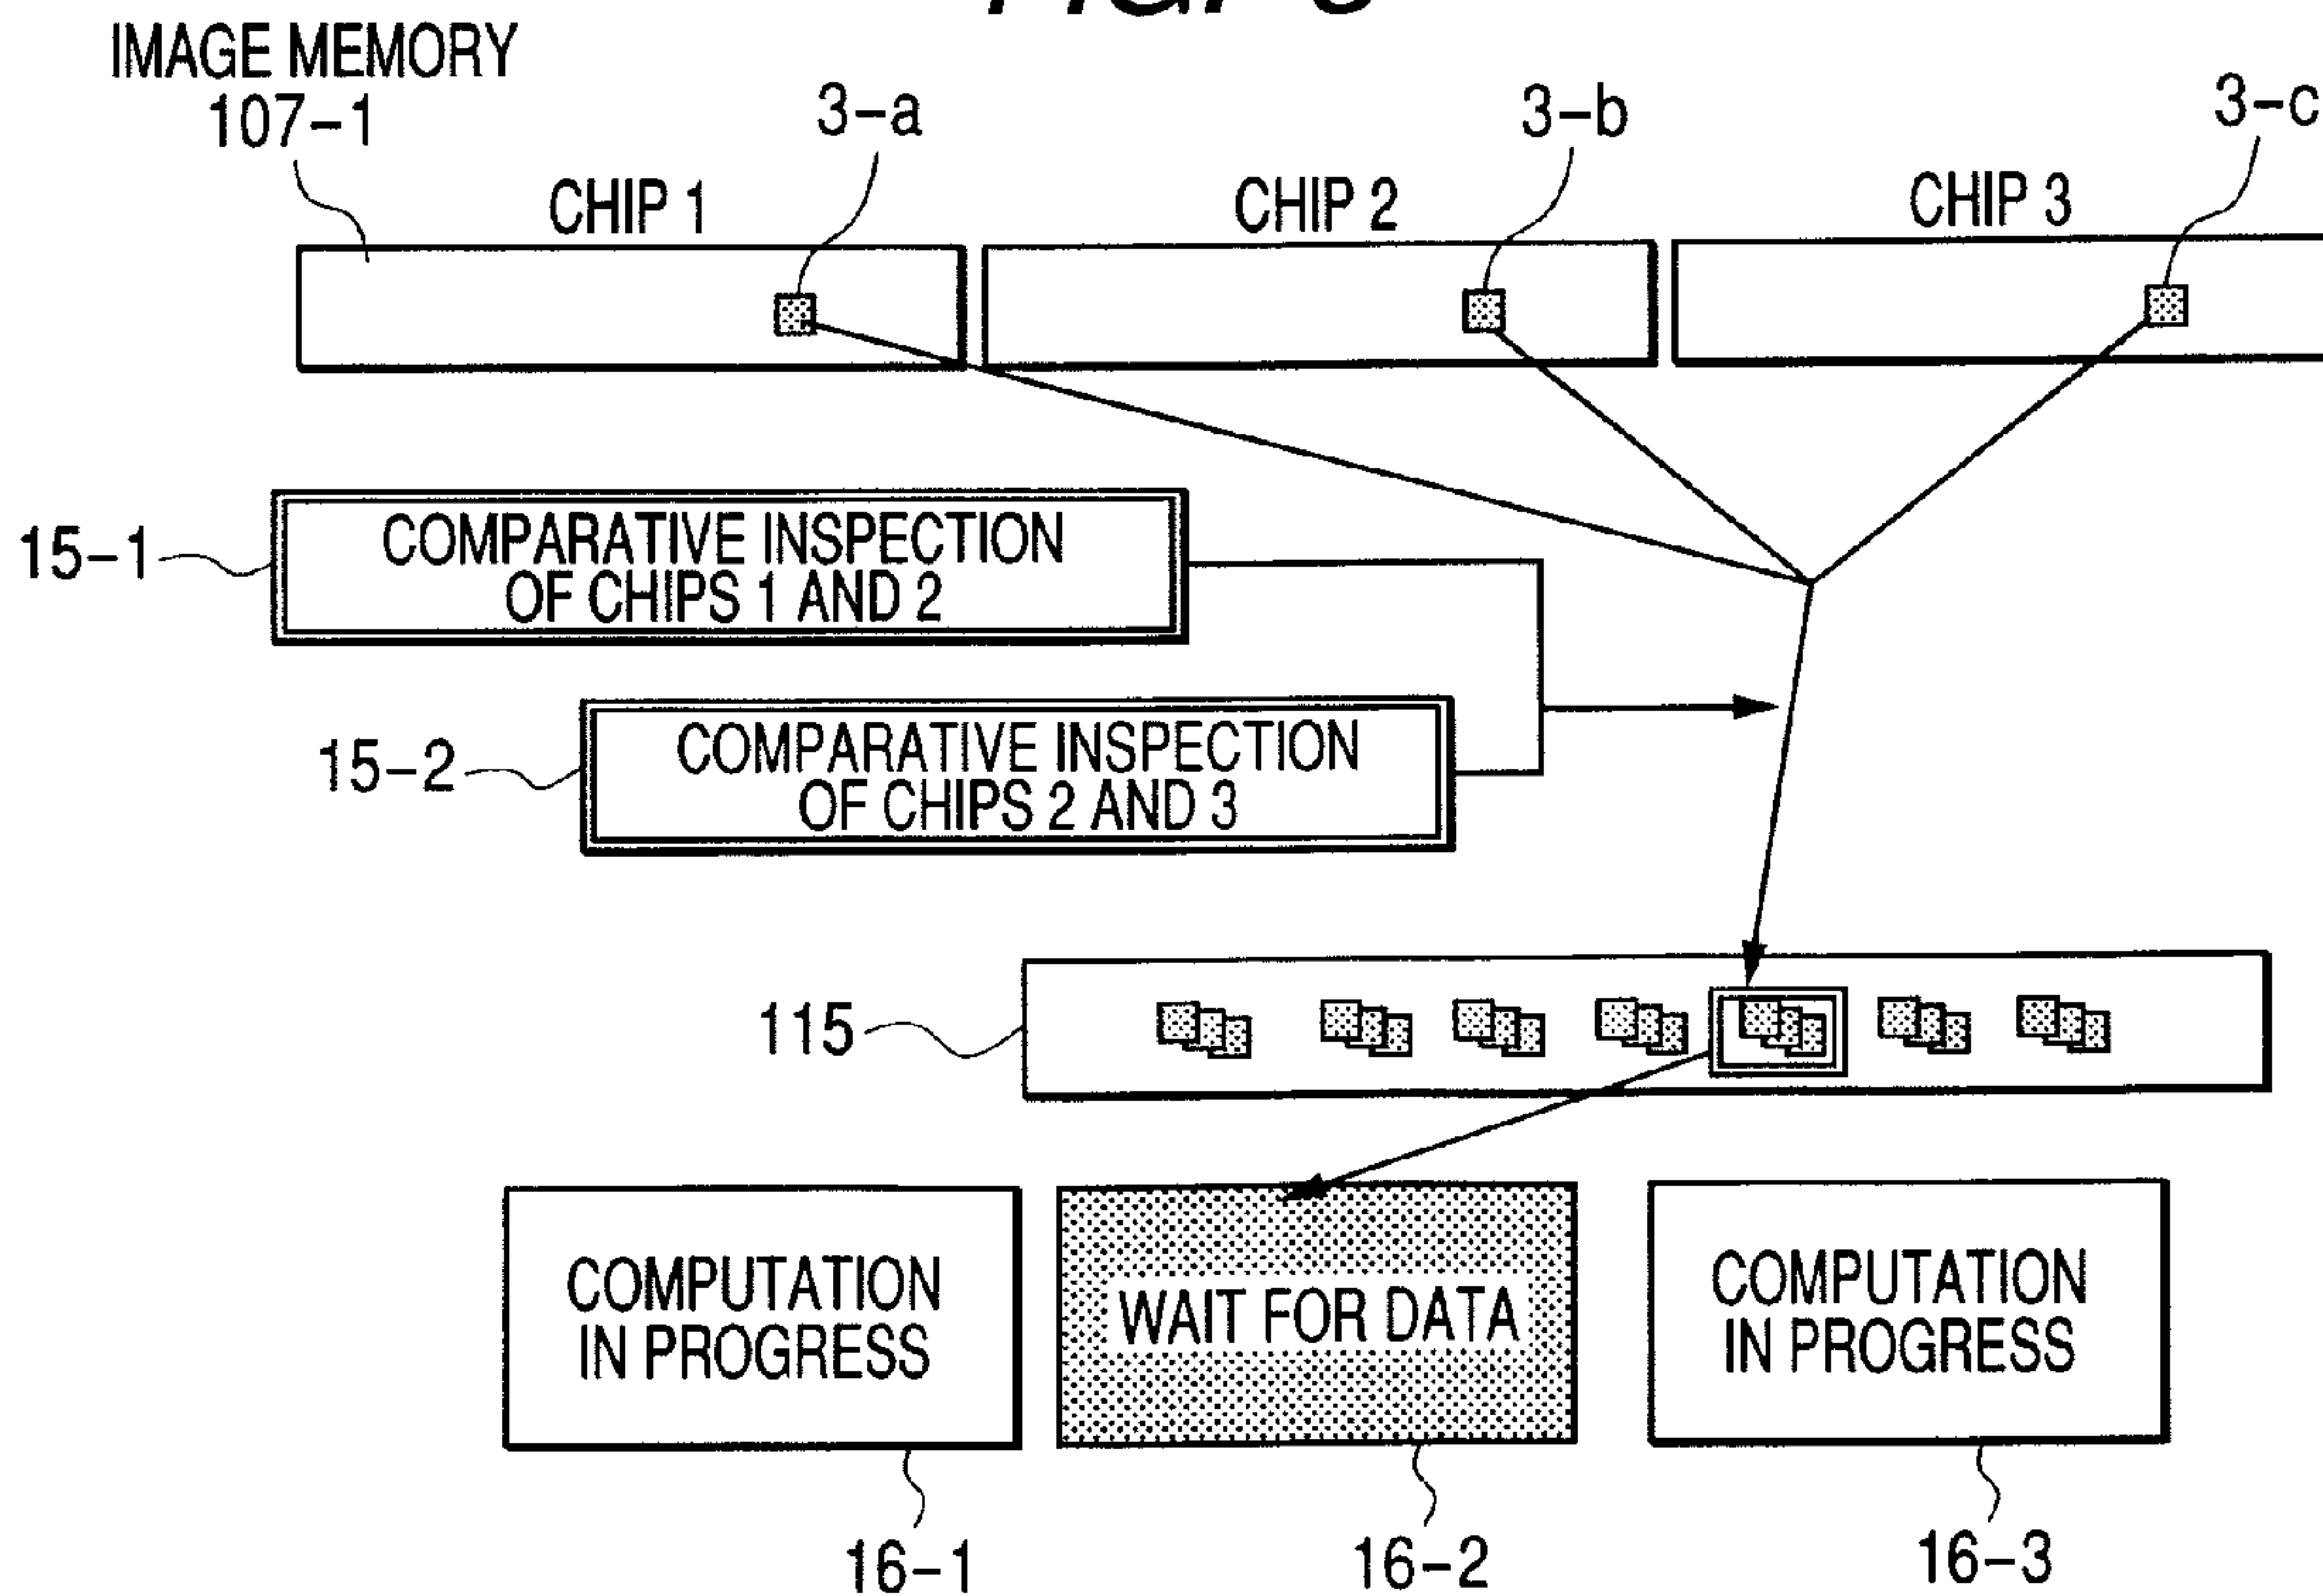 IMAGE MEMORY
107-1
3-a
3-b
3-c
CHIP 1
CHIP 2
CHIP 3
15-1
COMPARATIVE INSPECTION
OF CHIPS 1 AND 2
15-2
COMPARATIVE INSPECTION
OF CHIPS 2 AND 3
115
COMPUTATION
IN PROGRESS
WAIT FOR DATA
COMPUTATION
IN PROGRESS
16-1
16-2
16-3